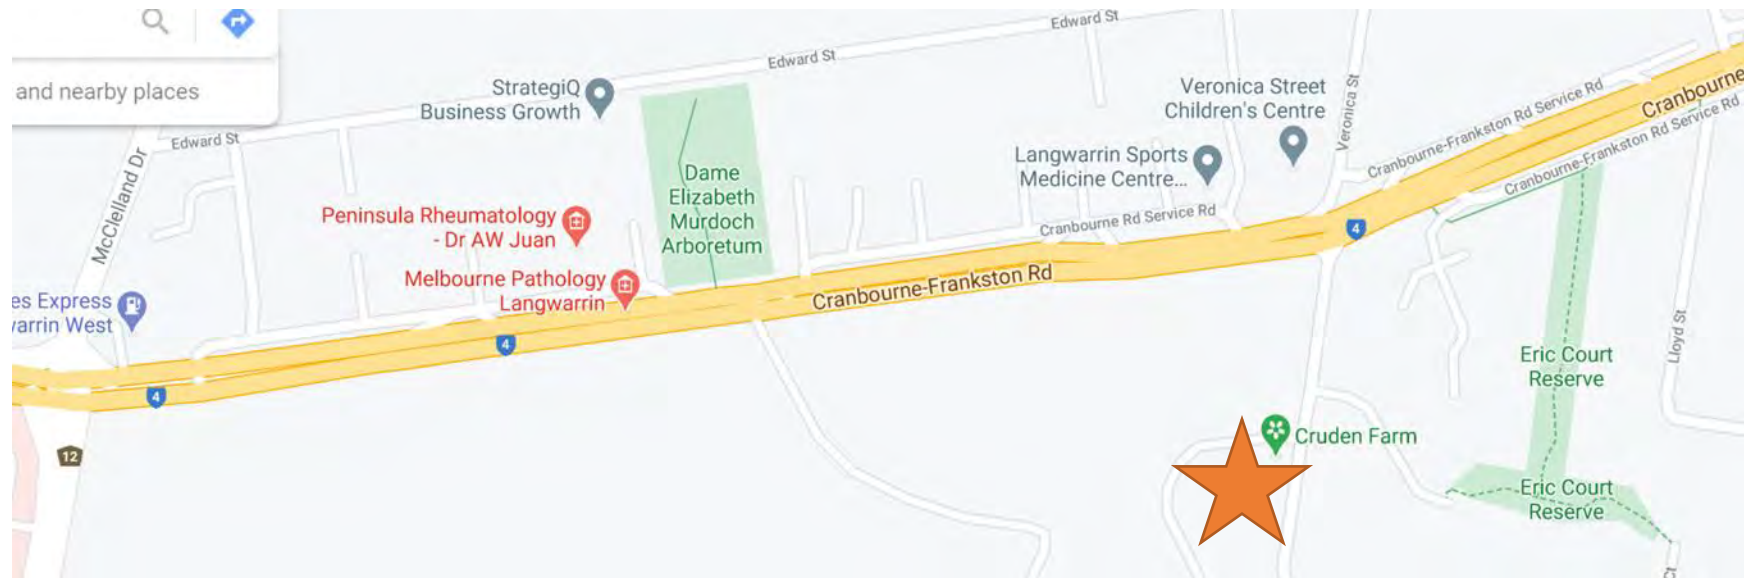 and nearby places
Edward St
Edward St
Edward St
StrategiQ
Business Growth
McClelland Dr
Dame
Elizabeth
Murdoch
Arboretum
Peninsula Rheumatology
- Dr AW Juan
Melbourne Pathology
Langwarrin
es Express
arrin West
4
12
4
Cranbourne-Frankston Rd
Veronica Street
Children's Centre
Langwarrin Sports
Medicine Centre...
Cranbourne Rd Service Rd
Veronica St
Cranbourne-Frankston Rd Service Rd
Cranbourne
Cranbourne-Frankston Rd Service Rd
4
Cruden Farm
Eric Court
Reserve
Eric Court
Reserve
Lloyd St
Ct